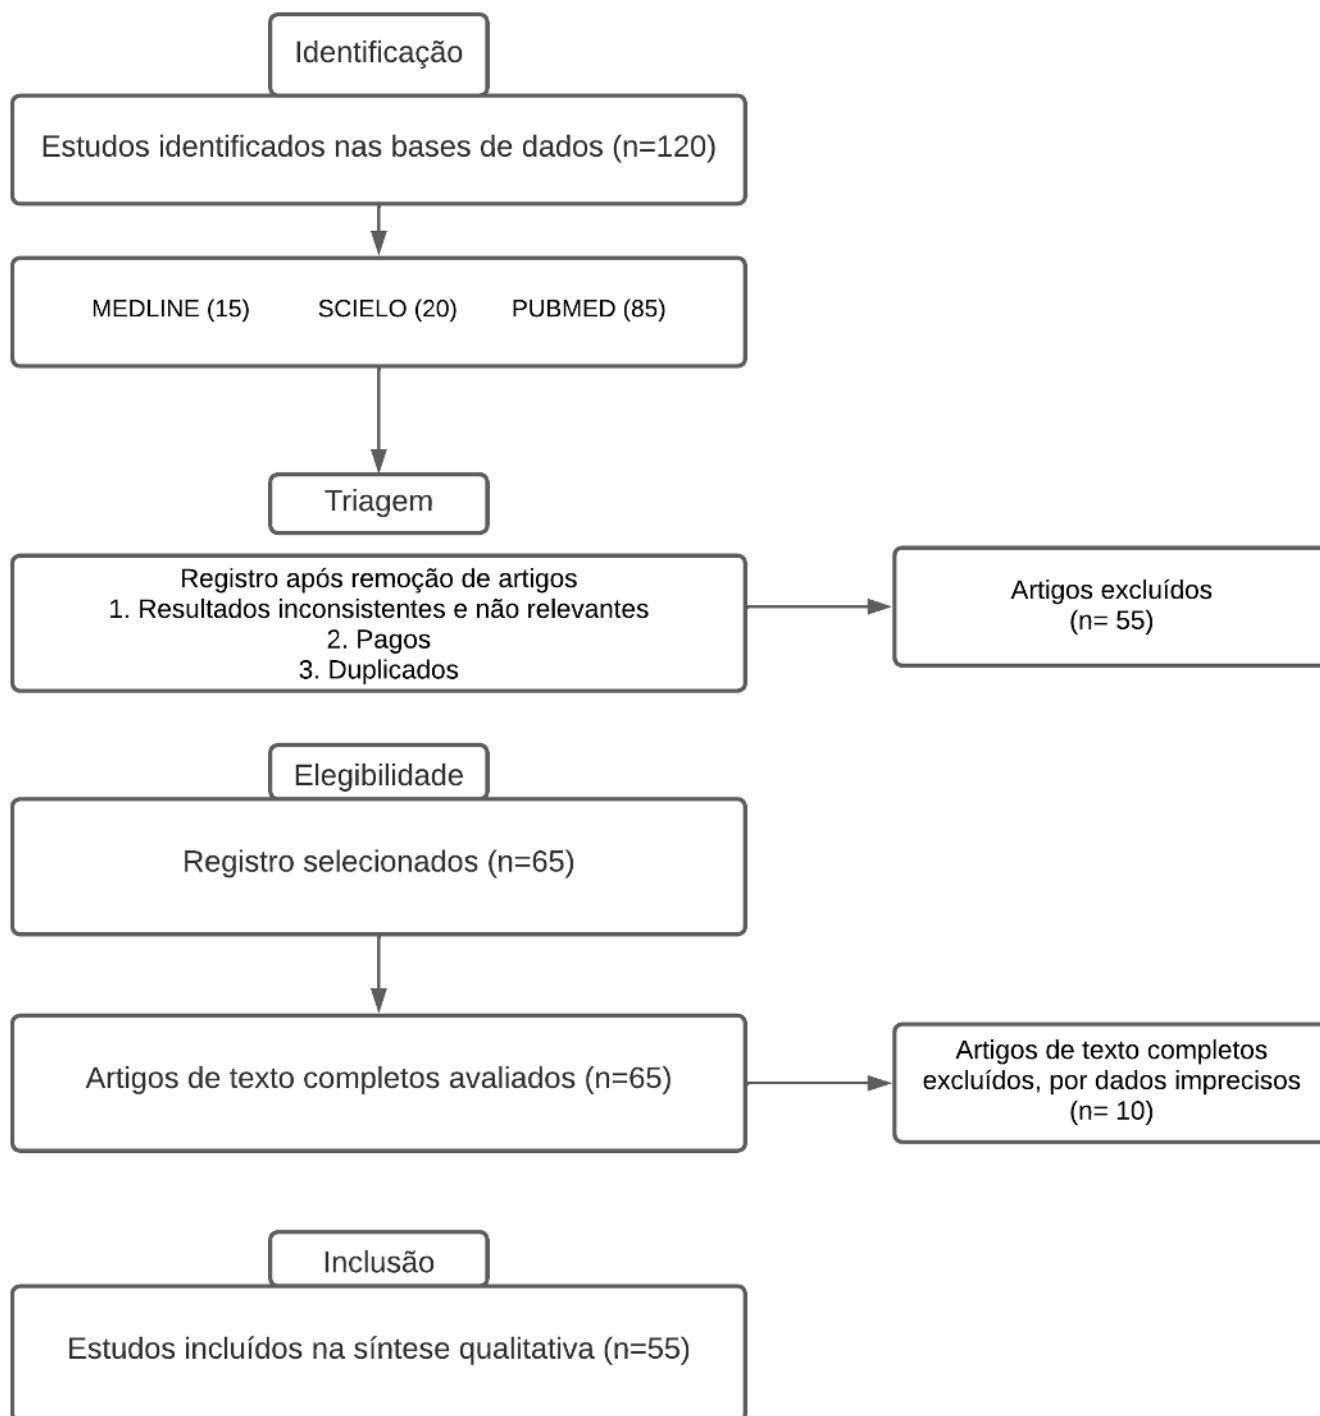 Identificação
Estudos identificados nas bases de dados (n=120)
MEDLINE (15) SCIELO (20) PUBMED (85)
Triagem
Registro após remoção de artigos
1. Resultados inconsistentes e não relevantes
2. Pagos
3. Duplicados
Artigos excluídos
(n= 55)
Elegibilidade
Registro selecionados (n=65)
Artigos de texto completos avaliados (n=65)
Artigos de texto completos
excluídos, por dados imprecisos
(n= 10)
Inclusão
Estudos incluídos na síntese qualitativa (n=55)